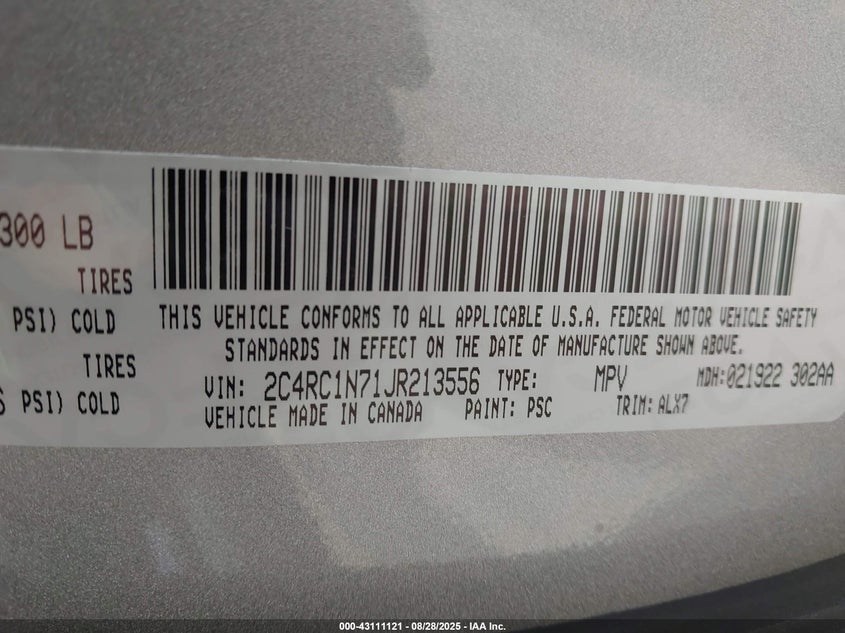 300 LB
TIRES
PSI) COLD
TIRES
PSI) COLD
THIS VEHICLE CONFORMS TO ALL APPLICABLE U.S.A. FEDERAL MOTOR VEHICLE SAFETY
STANDARDS IN EFFECT ON THE DATE OF MANUFACTURE SHOWN ABOVE.
VIN: 2C4RC1N71JR213556 TYPE: MPV MDH:021922 302AA
VEHICLE MADE IN CANADA PAINT: PSC TRIM: ALX7
000-43111121 | 08/28/2025 - IAA Inc.